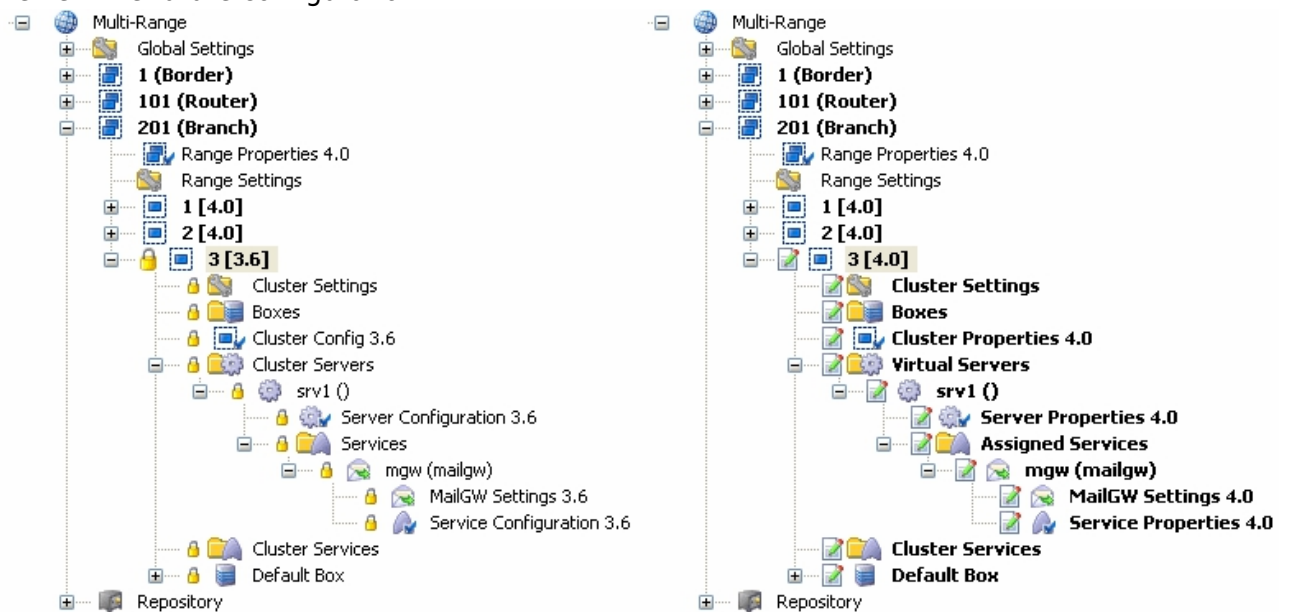 Multi-Range
Global Settings
1 (Border)
101 (Router)
201 (Branch)
Range Properties 4.0
Range Settings
1 [4.0]
2 [4.0]
3 [3.6]
Cluster Settings
Boxes
Cluster Config 3.6
Cluster Servers
srv1 ()
Server Configuration 3.6
Services
mgw (mailgw)
MailGW Settings 3.6
Service Configuration 3.6
Cluster Services
Default Box
Repository
Multi-Range
Global Settings
1 (Border)
101 (Router)
201 (Branch)
Range Properties 4.0
Range Settings
1 [4.0]
2 [4.0]
3 [4.0]
Cluster Settings
Boxes
Cluster Properties 4.0
Virtual Servers
srv1 ()
Server Properties 4.0
Assigned Services
mgw (mailgw)
MailGW Settings 4.0
Service Properties 4.0
Cluster Services
Default Box
Repository